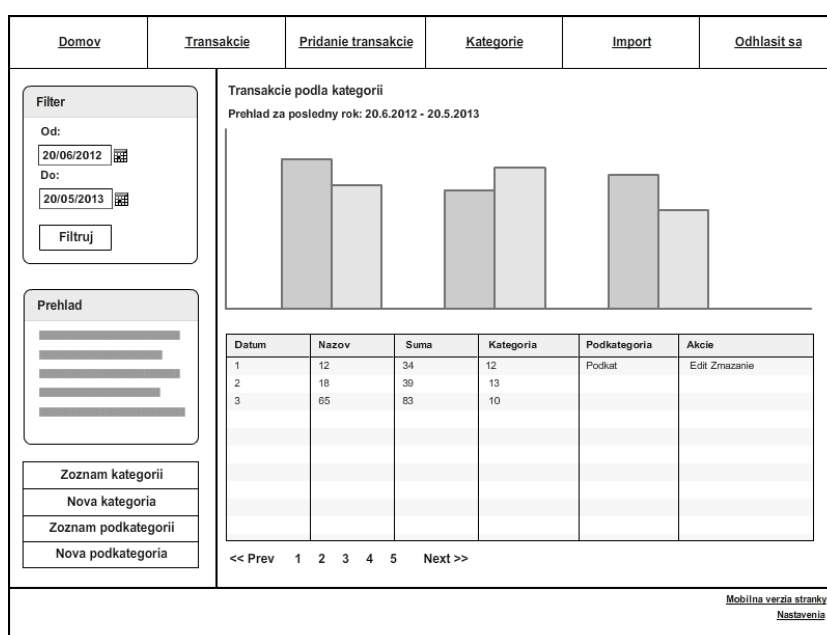 Domov Transakcie Pridanie transakcie Kategorie Import Odhlasit sa
Filter
Od:
20/06/2012
Do:
20/05/2013
Filtruj
Prehlad
Zoznam kategorii
Nova kategoria
Zoznam podkategorii
Nova podkategoria
Transakcie podla kategorii
Prehlad za posledny rok: 20.6.2012 - 20.5.2013
Datum Nazov Suma Kategoria Podkategoria Akcie
1 12 34 12 Podkat Edit Zmazanie
2 18 39 13
3 65 83 10
<< Prev 1 2 3 4 5 Next >>
Mobilna verzia stranky
Nastavenia